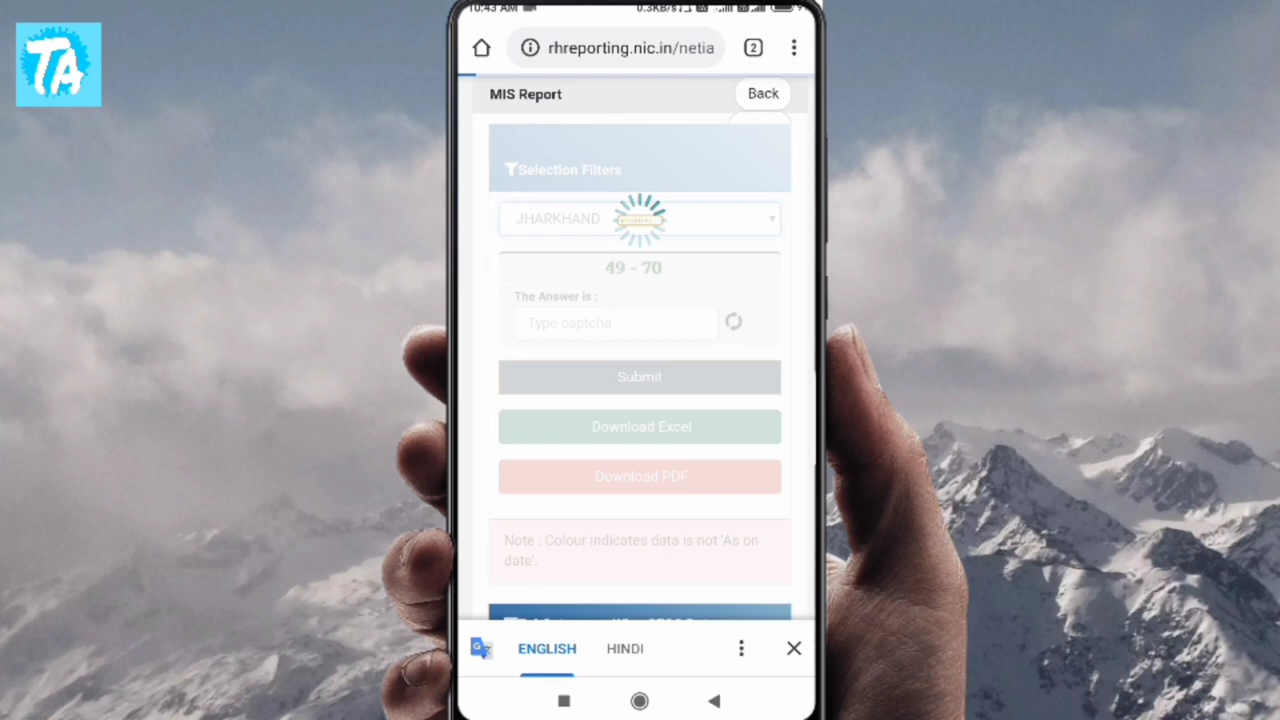 TA
10:43 AM
0.3KB/s
rhreporting.nic.in/netia
2
MIS Report
Back
Selection Filters
JHARKHAND
49 - 70
The Answer is :
Type captcha
Submit
Download Excel
Download PDF
Note : Colour indicates data is not 'As on
date'.
ENGLISH
HINDI